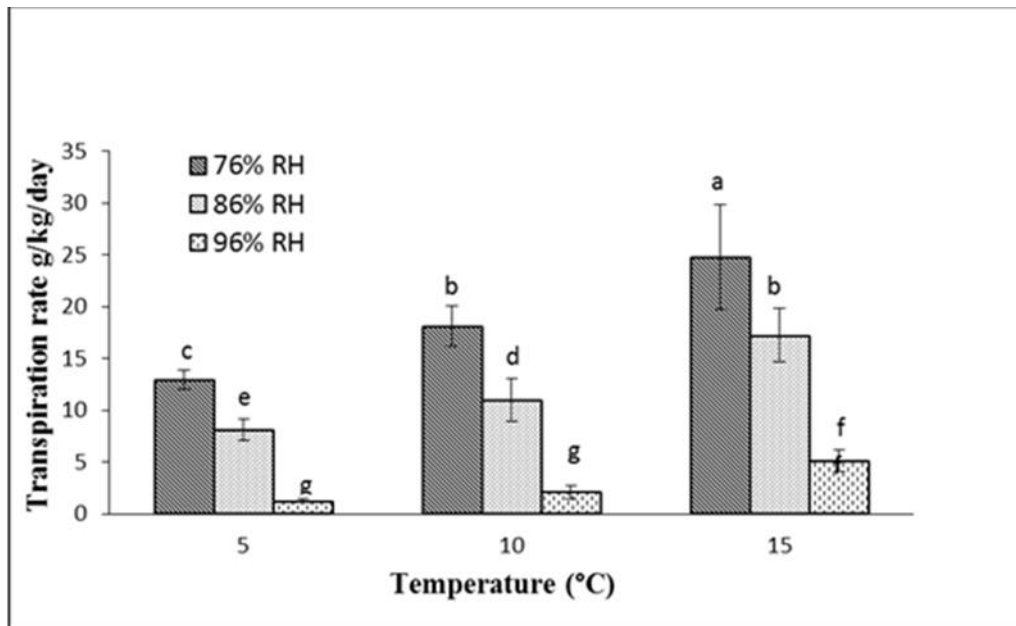 Transpiration rate g/kg/day
35
30
25
20
15
10
5
0
76% RH
86% RH
96% RH
c
e
g
b
d
g
a
b
f
5
10
15
Temperature (°C)